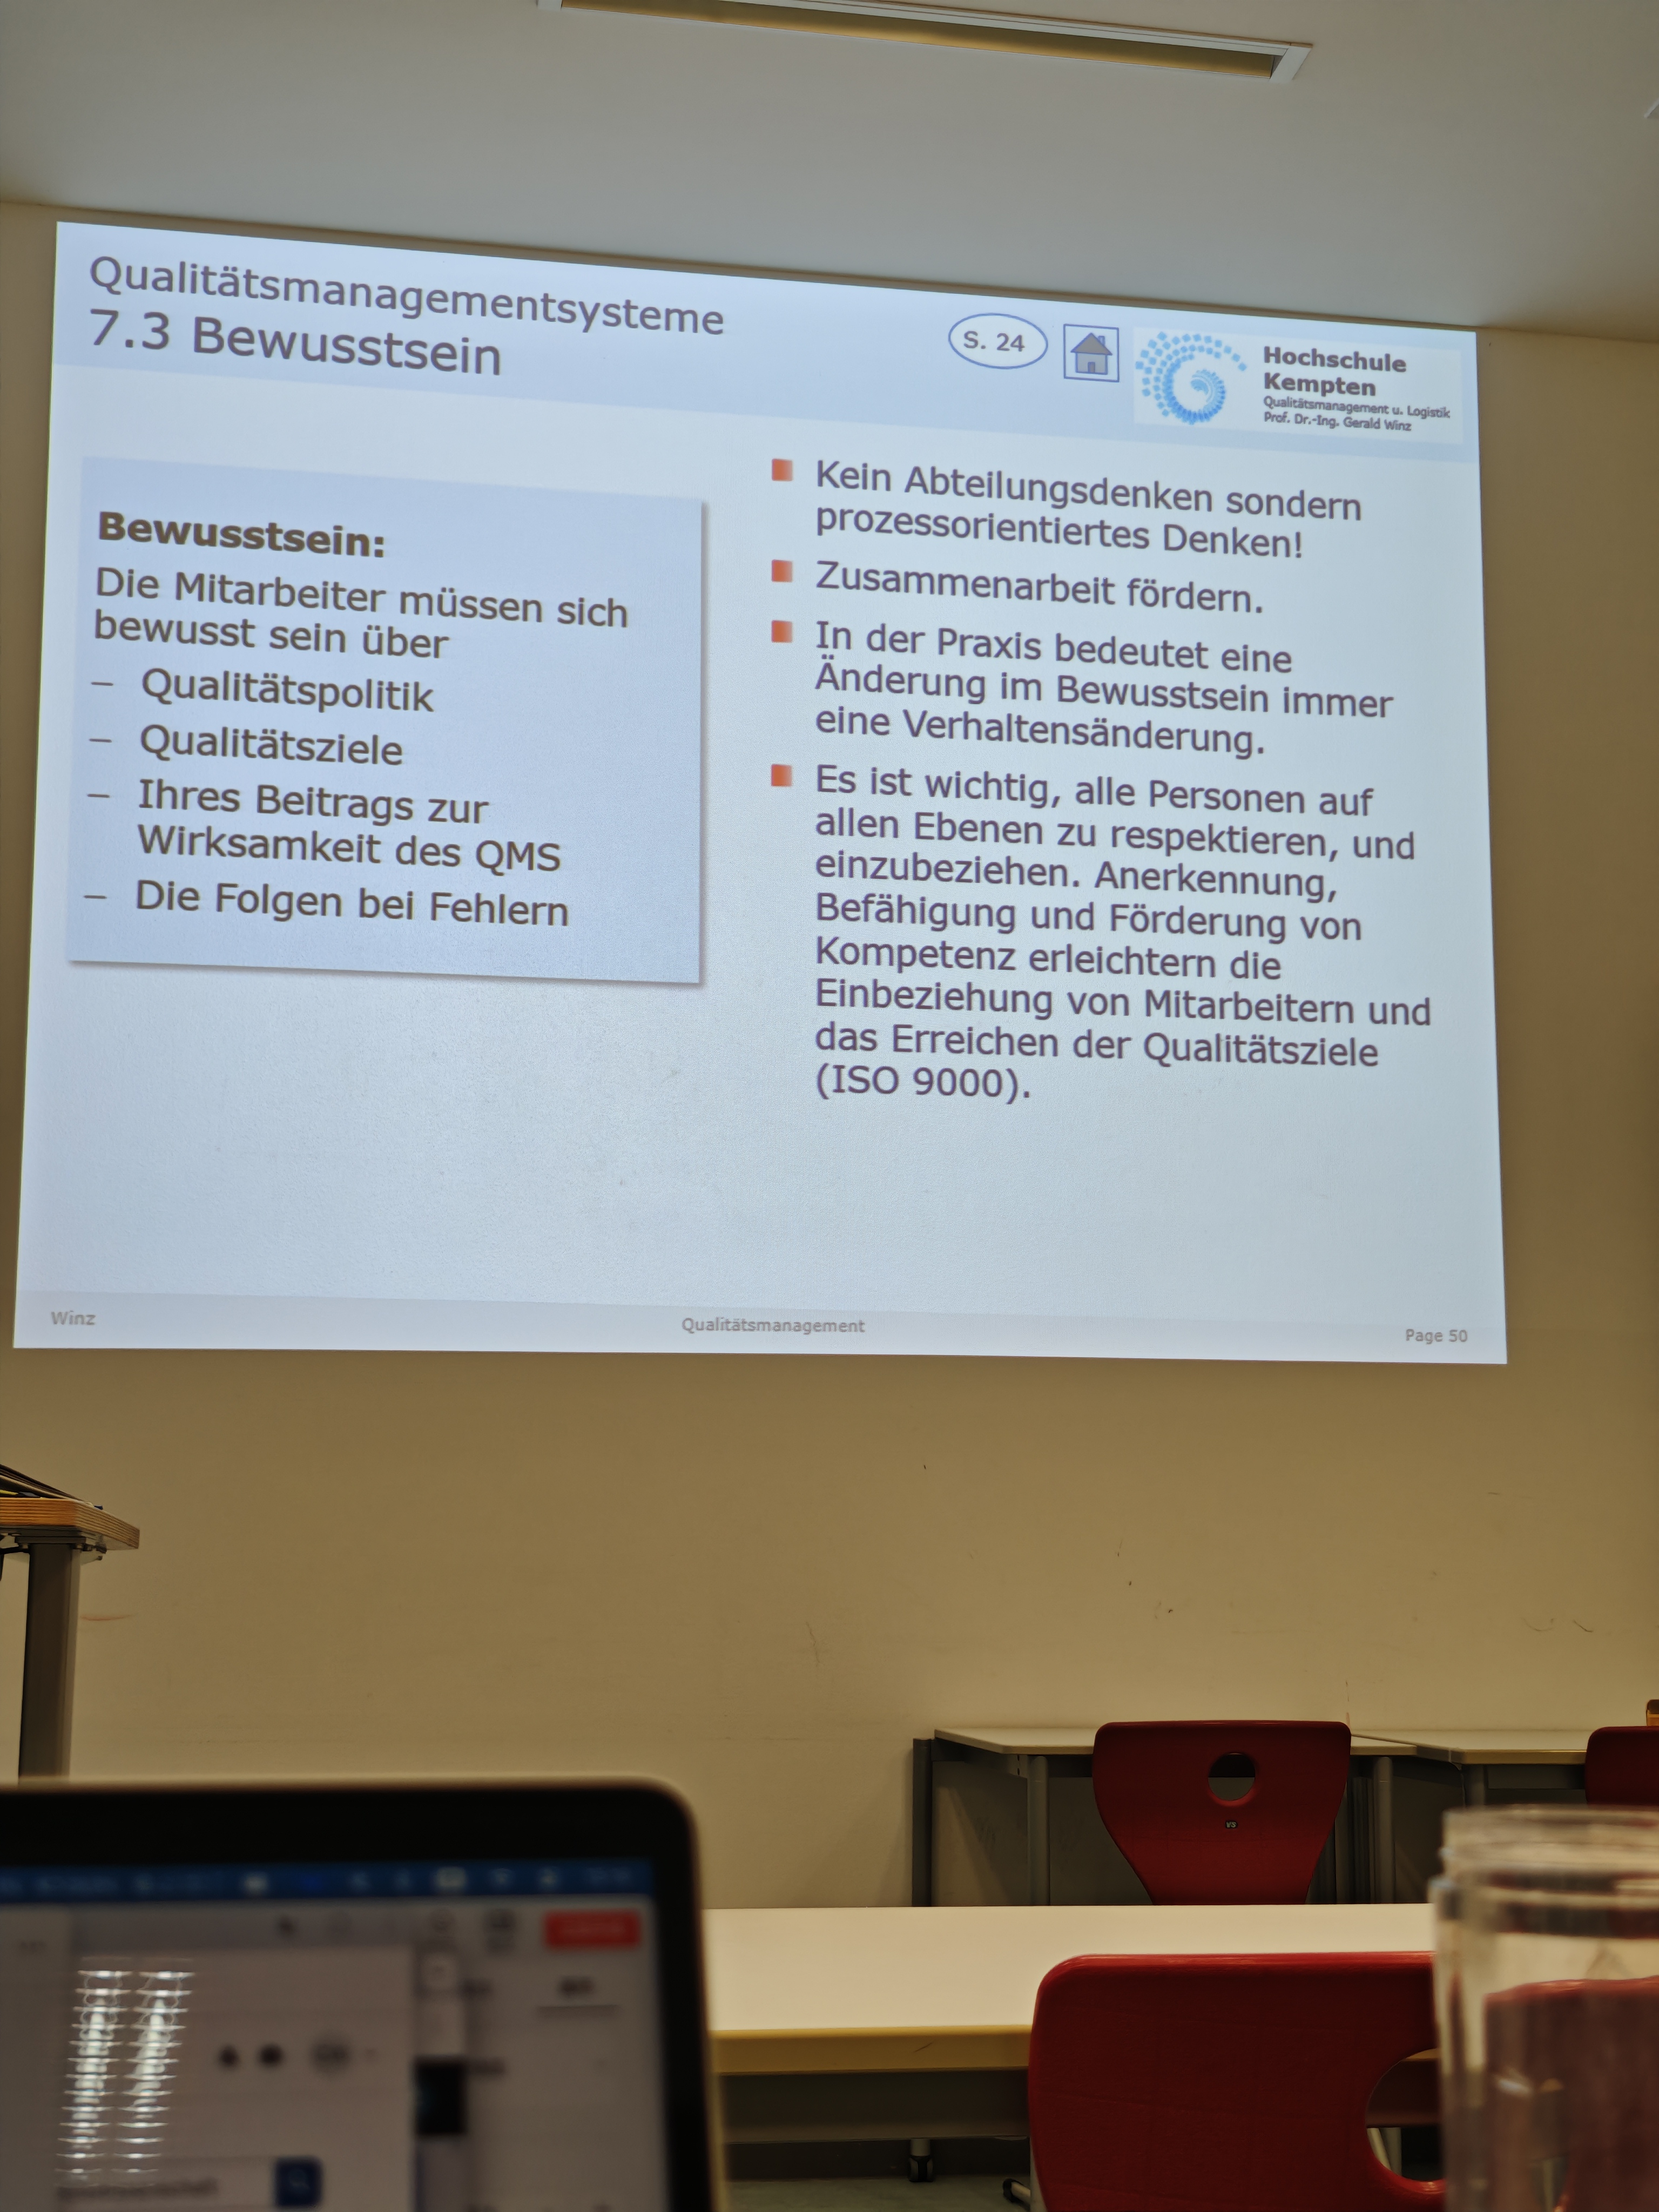 Qualitätsmanagementsysteme
7.3 Bewusstsein
S. 24
Hochschule
Kempten
Qualitätsmanagement u. Logistik
Prof. Dr.-Ing. Gerald Winz
Bewusstsein:
Die Mitarbeiter müssen sich
bewusst sein über
– Qualitätspolitik
– Qualitätsziele
– Ihres Beitrags zur
Wirksamkeit des QMS
– Die Folgen bei Fehlern
Kein Abteilungsdenken sondern
prozessorientiertes Denken!
Zusammenarbeit fördern.
In der Praxis bedeutet eine
Änderung im Bewusstsein immer
eine Verhaltensänderung.
Es ist wichtig, alle Personen auf
allen Ebenen zu respektieren, und
einzubeziehen. Anerkennung,
Befähigung und Förderung von
Kompetenz erleichtern die
Einbeziehung von Mitarbeitern und
das Erreichen der Qualitätsziele
(ISO 9000).
Winz
Qualitätsmanagement
Page 50
VS